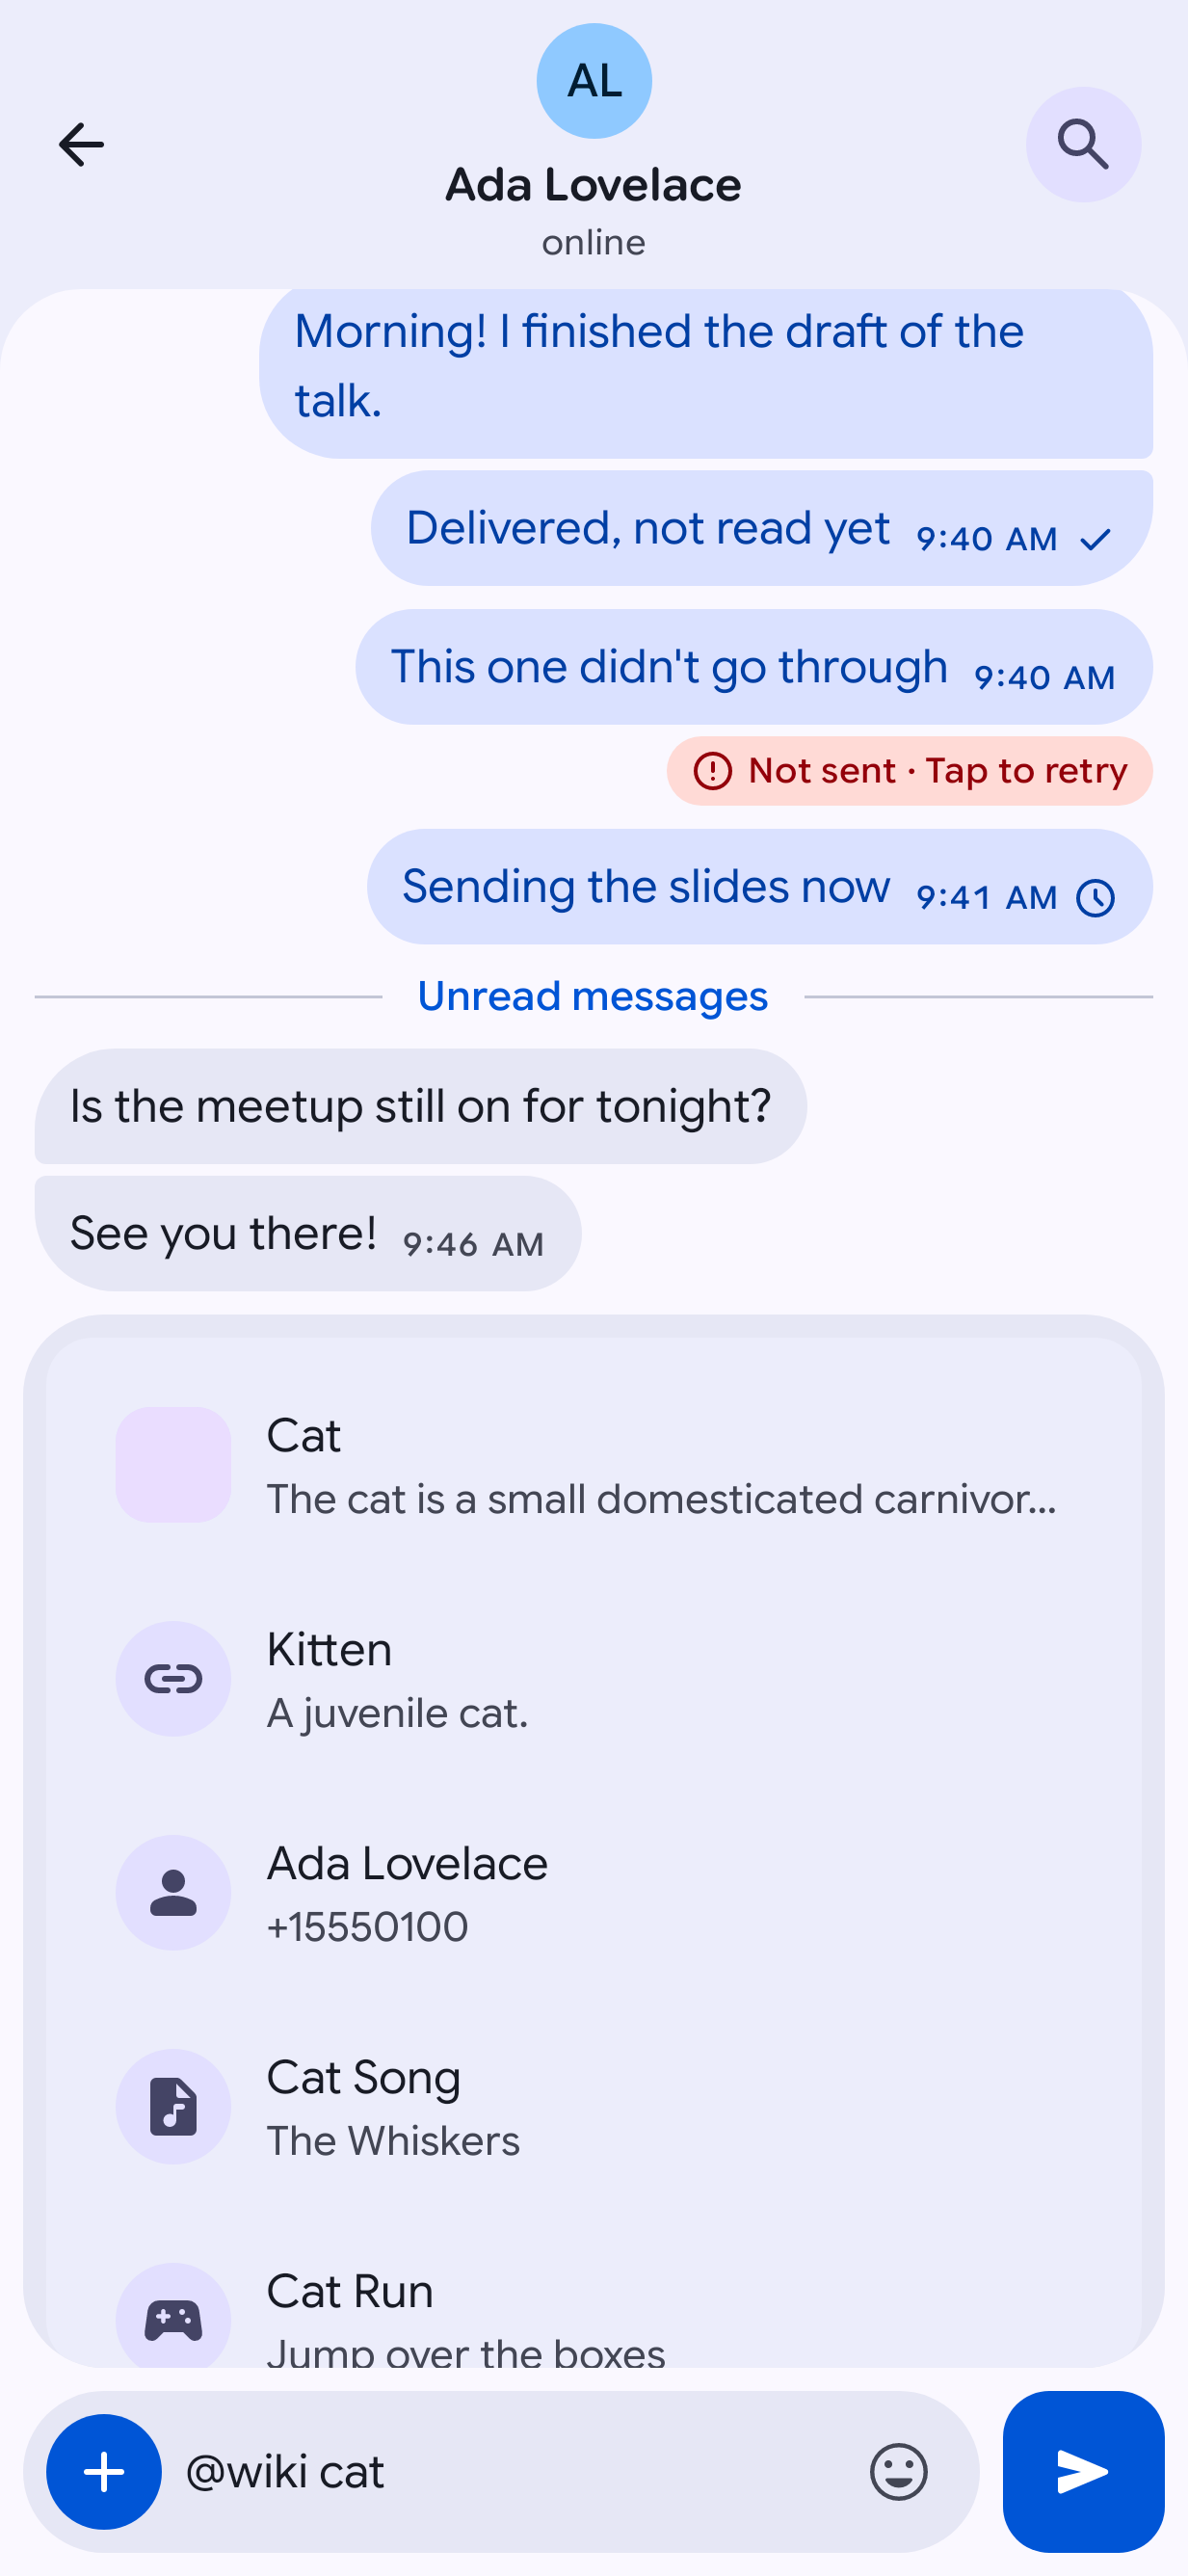 AL
Ada Lovelace
online
Morning! I finished the draft of the
talk.
Delivered, not read yet 9:40 AM
This one didn't go through 9:40 AM
Not sent · Tap to retry
Sending the slides now 9:41 AM
Unread messages
Is the meetup still on for tonight?
See you there! 9:46 AM
Cat
The cat is a small domesticated carnivor...
Kitten
A juvenile cat.
Ada Lovelace
+15550100
Cat Song
The Whiskers
Cat Run
Jump over the boxes
@wiki cat